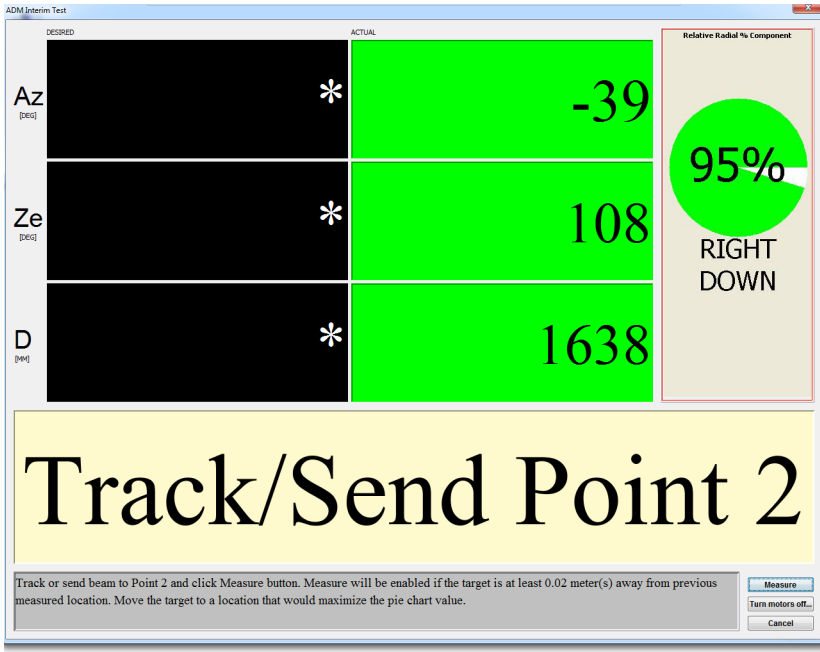 ADM Interim Test
DESIRED
ACTUAL
Relative Radial % Component
Az
[DEG]
*
-39
Ze
[DEG]
*
108
D
[MM]
*
1638
95%
RIGHT
DOWN
Track/Send Point 2
Track or send beam to Point 2 and click Measure button. Measure will be enabled if the target is at least 0.02 meter(s) away from previous
measured location. Move the target to a location that would maximize the pie chart value.
Measure
Turn motors off...
Cancel